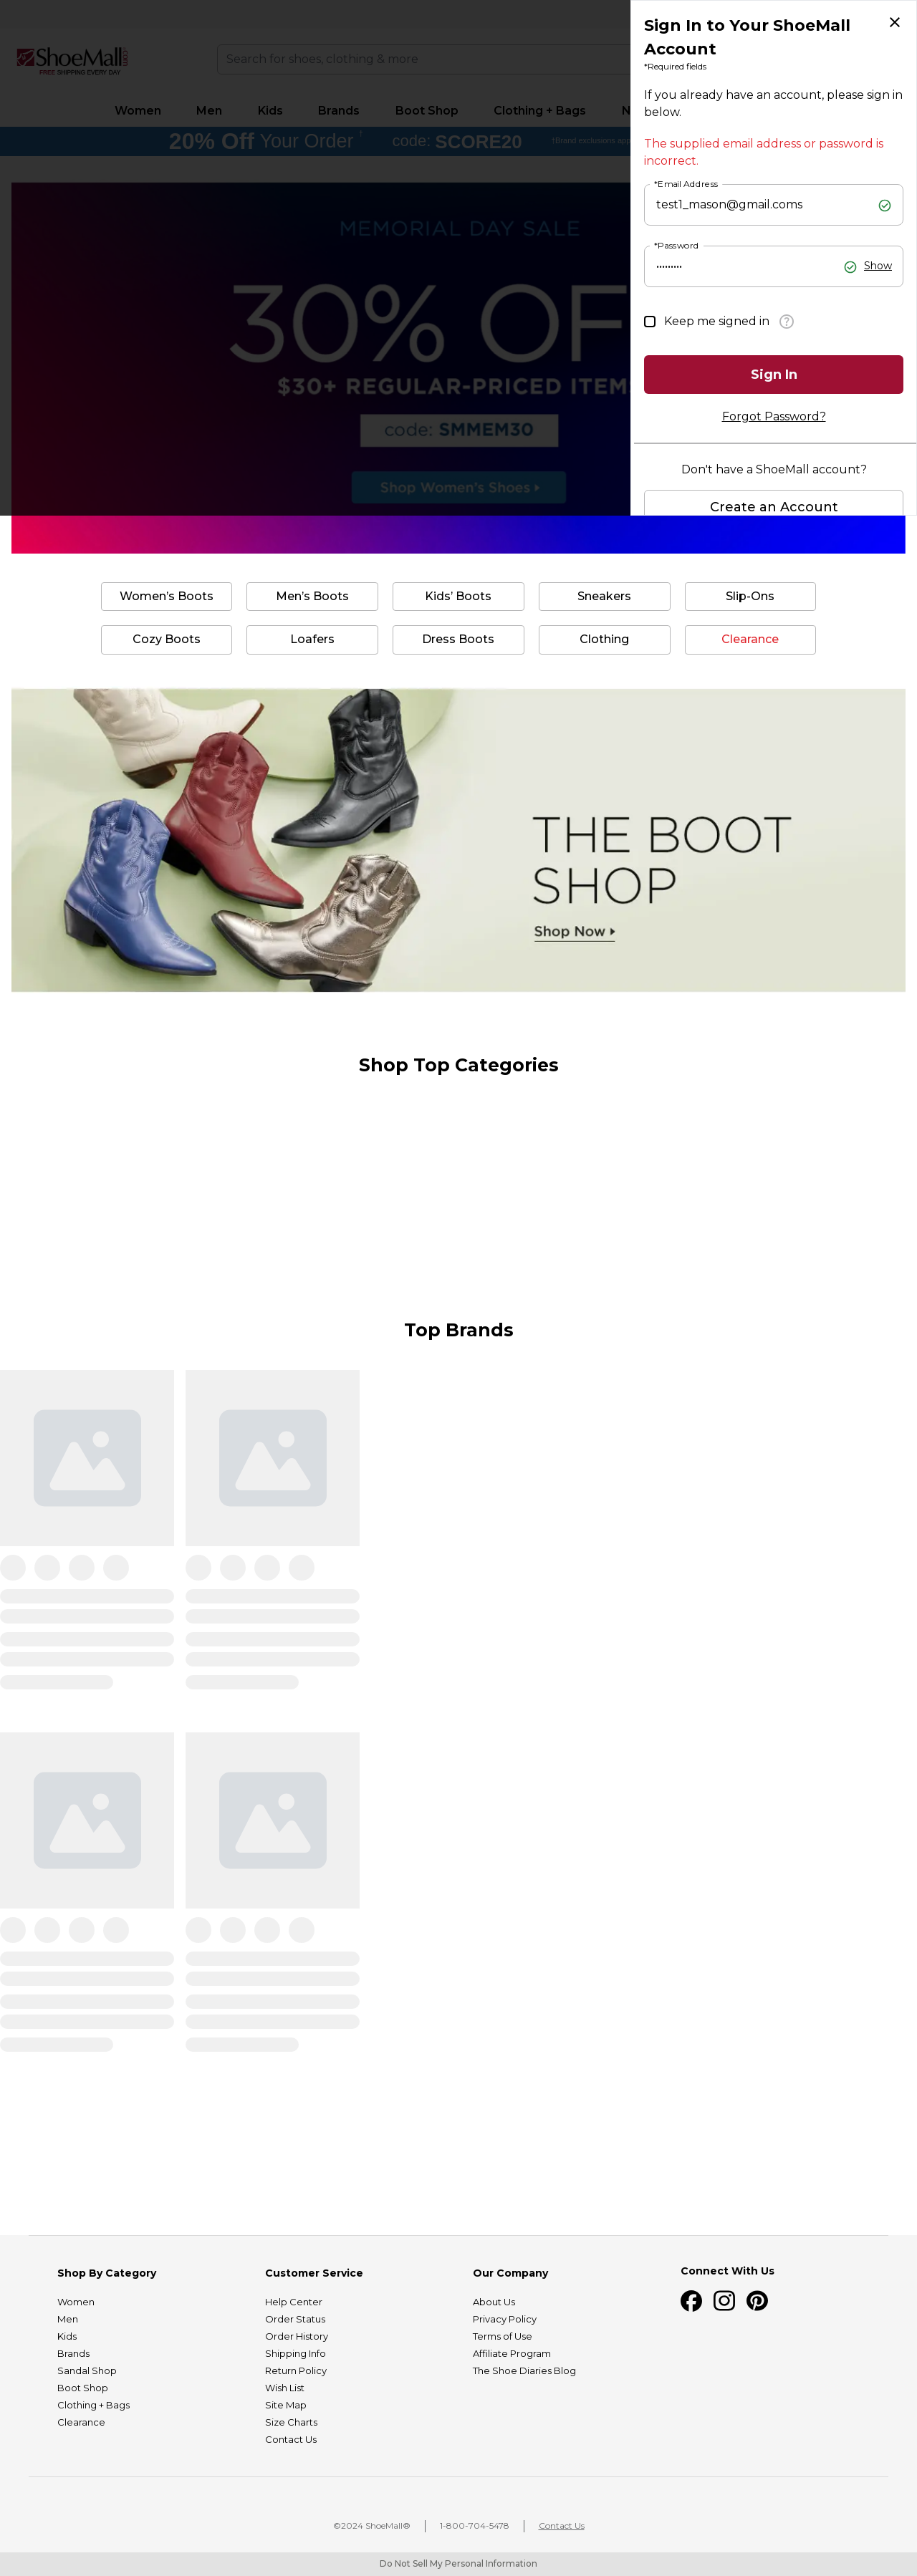 ShoeMall.com
FREE SHIPPING EVERY DAY
Search for shoes, clothing & more
Women Men Kids Brands Boot Shop Clothing + Bags N
20% Off Your Order † code: SCORE20
MEMORIAL DAY SALE
30% OF
$30+ REGULAR-PRICED ITEM
code: SMMEM30
Shop Women's Shoes
Sign In to Your ShoeMall
Account
*Required fields
If you already have an account, please sign in
below.
The supplied email address or password is
incorrect.
*Email Address
test1_mason@gmail.coms
*Password
•••••••••
Show
Keep me signed in ?
Sign In
Forgot Password?
Don't have a ShoeMall account?
Create an Account
Women’s Boots Men’s Boots Kids’ Boots Sneakers Slip-Ons
Cozy Boots Loafers Dress Boots Clothing Clearance
THE BOOT
SHOP
Shop Now
Shop Top Categories
Top Brands
Shop By Category
Women
Men
Kids
Brands
Sandal Shop
Boot Shop
Clothing + Bags
Clearance
Customer Service
Help Center
Order Status
Order History
Shipping Info
Return Policy
Wish List
Site Map
Size Charts
Contact Us
Our Company
About Us
Privacy Policy
Terms of Use
Affiliate Program
The Shoe Diaries Blog
Connect With Us
©2024 ShoeMall® 1-800-704-5478 Contact Us
Do Not Sell My Personal Information